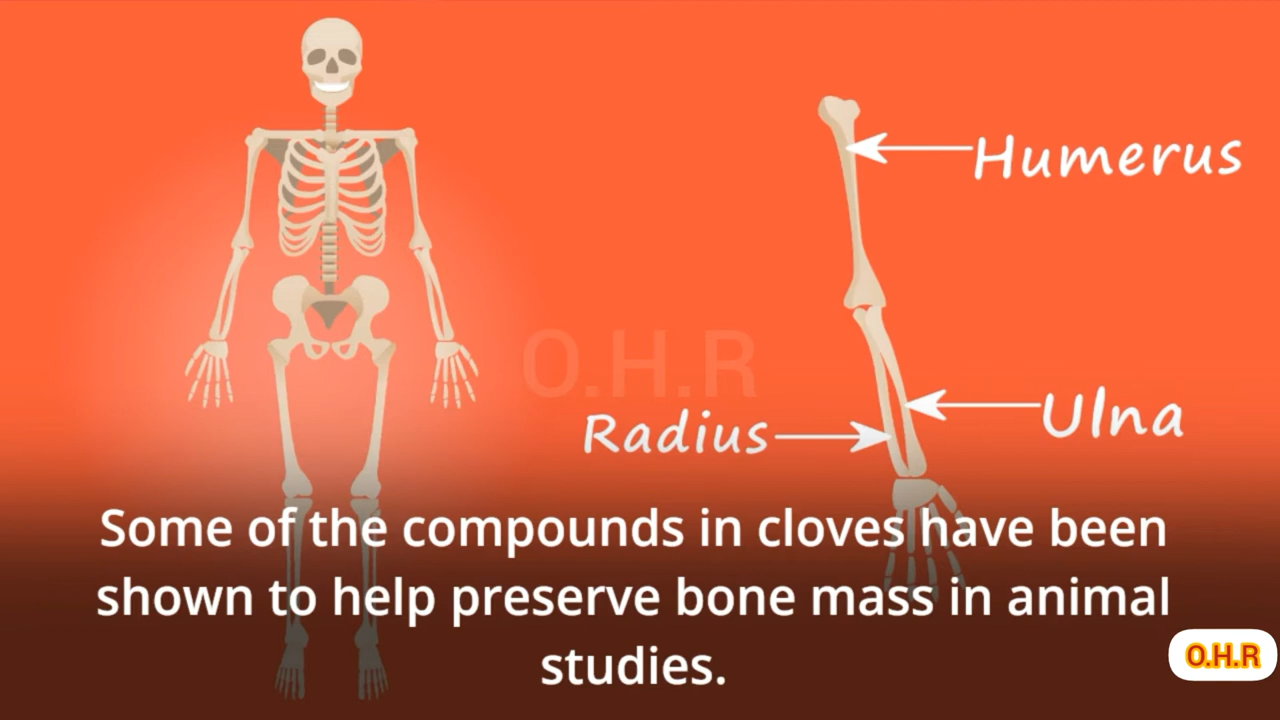 Humerus
O.H.R
Ulna
Radius
Some of the compounds in cloves have been
shown to help preserve bone mass in animal
studies.
O.H.R